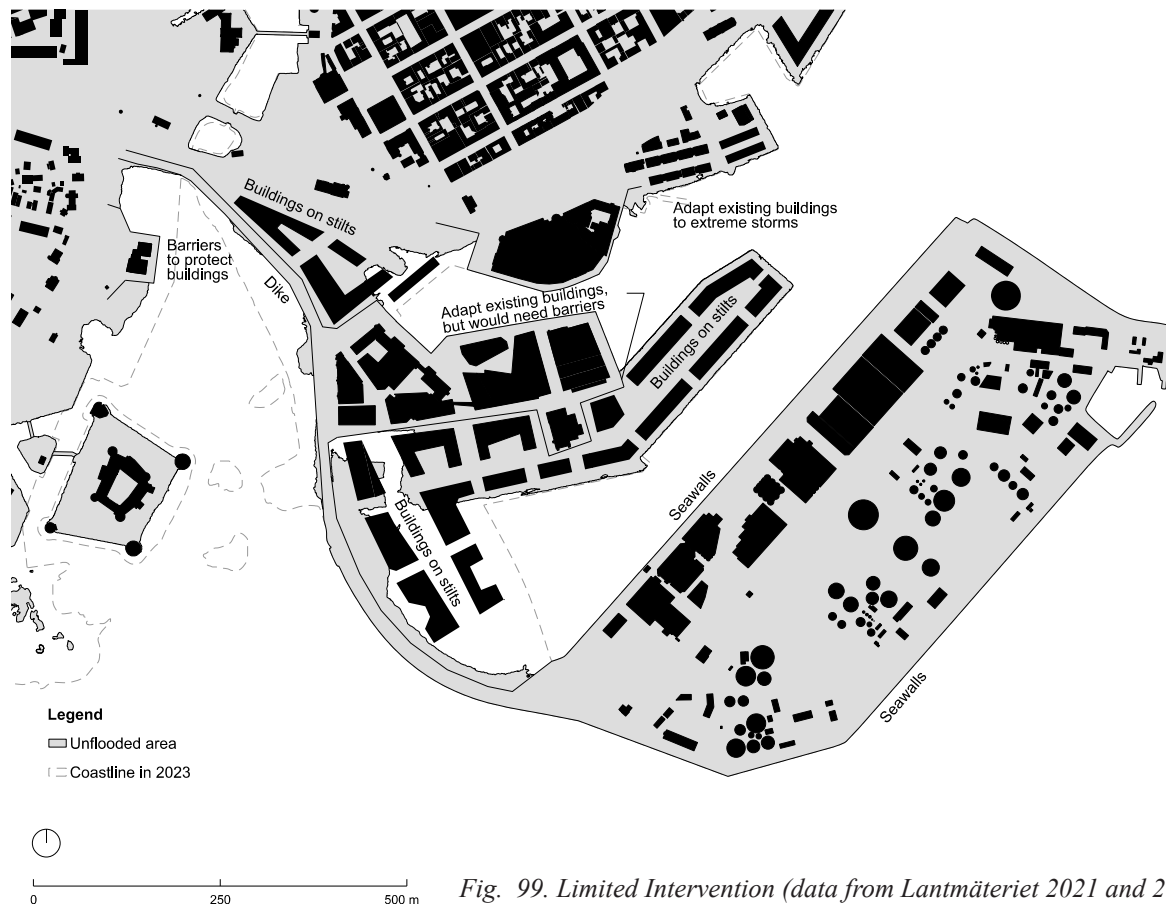 Buildings on stilts
Adapt existing buildings
to extreme storms
Barriers
to protect
buildings
Dike
Adapt existing buildings,
but would need barriers
Buildings on stilts
Seawalls
Buildings on stilts
Seawalls
Legend
Unflooded area
Coastline in 2023
0 250 500 m
Fig. 99. Limited Intervention (data from Lantmäteriet 2021 and 2